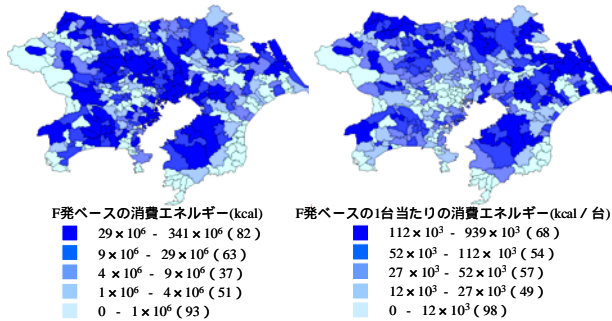 F発ベースの消費エネルギー(kcal)
29×10⁶ - 341×10⁶(82)
9×10⁶ - 29×10⁶(63)
4×10⁶ - 9×10⁶(37)
1×10⁶ - 4×10⁶(51)
0 - 1×10⁶(93)
F発ベースの1台当たりの消費エネルギー(kcal/台)
112×10³ - 939×10³(68)
52×10³ - 112×10³(54)
27×10³ - 52×10³(57)
12×10³ - 27×10³(49)
0 - 12×10³(98)